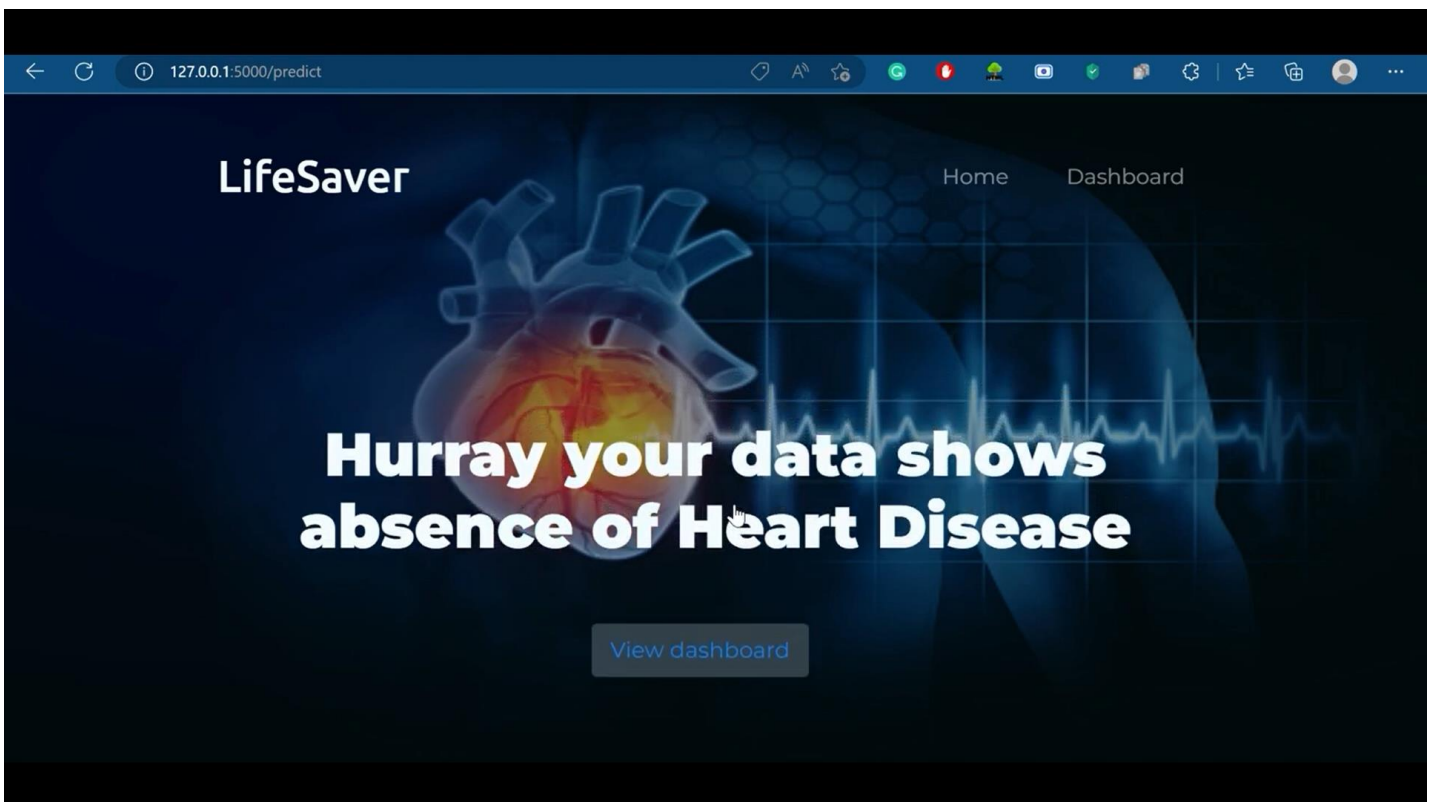 127.0.0.1:5000/predict
LifeSaver
Home
Dashboard
Hurray your data shows
absence of Heart Disease
View dashboard